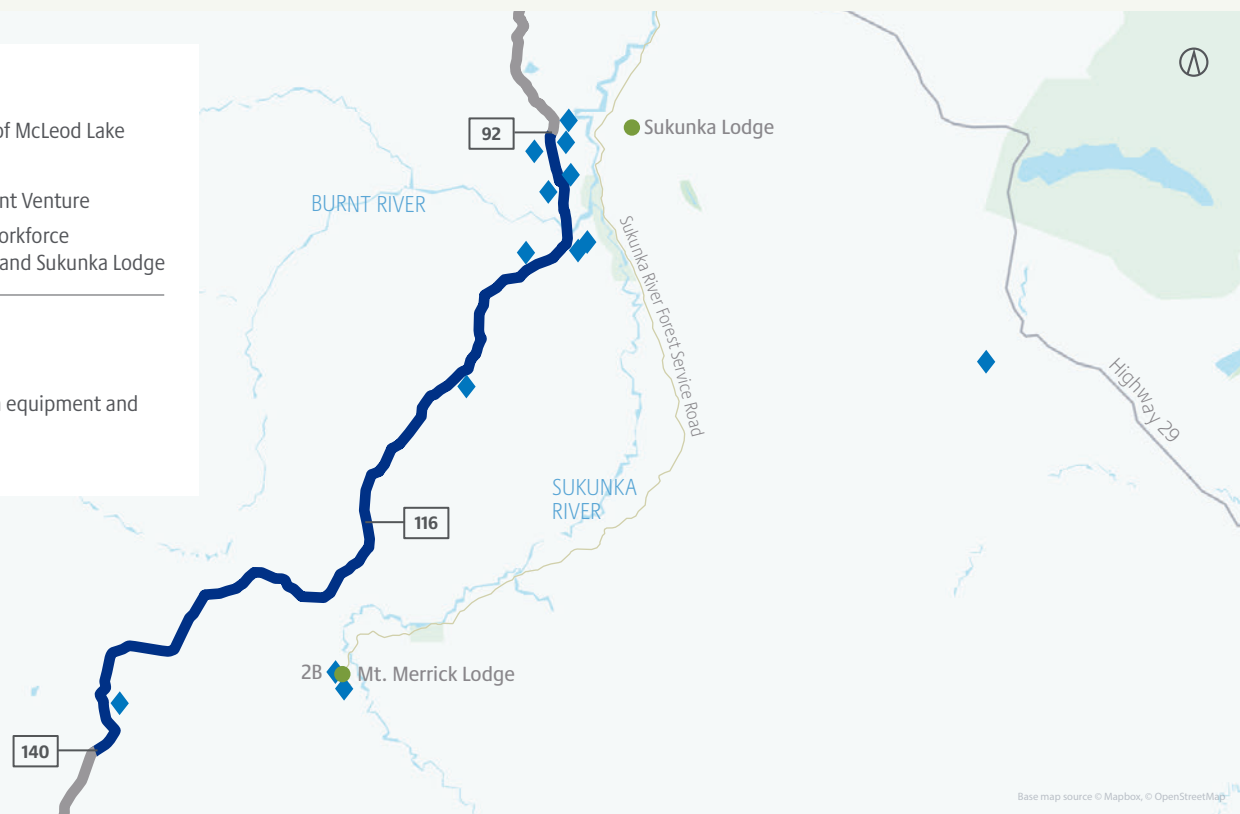 of McLeod Lake
nt Venture
orkforce
and Sukunka Lodge
equipment and
92
Sukunka Lodge
BURNT RIVER
Sukunka River Forest Service Road
Highway 29
SUKUNKA
RIVER
116
2B
Mt. Merrick Lodge
140
Base map source © Mapbox, © OpenStreetMap